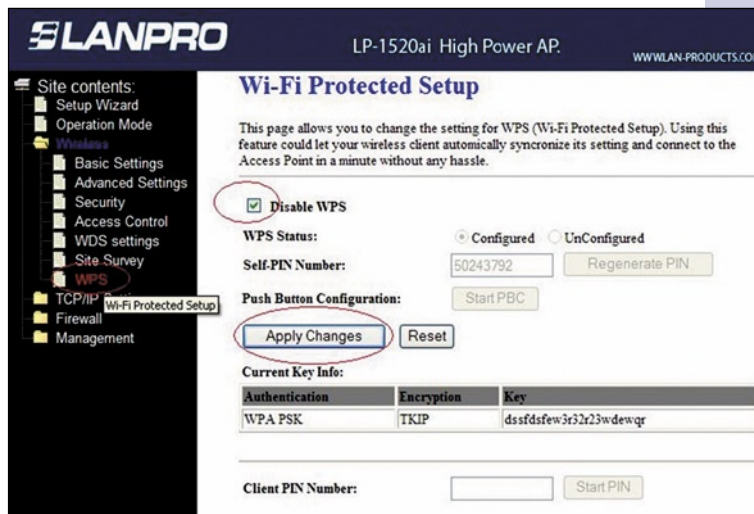 LANPRO
LP-1520ai High Power AP.
WWW.LAN-PRODUCTS.CO
Site contents:
Setup Wizard
Operation Mode
Wireless
Basic Settings
Advanced Settings
Security
Access Control
WDS settings
Site Survey
WPS
TCP/IP
Wi-Fi Protected Setup
Firewall
Management
Wi-Fi Protected Setup
This page allows you to change the setting for WPS (Wi-Fi Protected Setup). Using this
feature could let your wireless client automically syncronize its setting and connect to the
Access Point in a minute without any hassle.
Disable WPS
WPS Status: Configured UnConfigured
Self-PIN Number: 50243792 Regenerate PIN
Push Button Configuration: Start PBC
Apply Changes Reset
Current Key Info:
Authentication Encryption Key
WPA PSK TKIP dssfdsfew3r32r23wdewqr
Client PIN Number: Start PIN